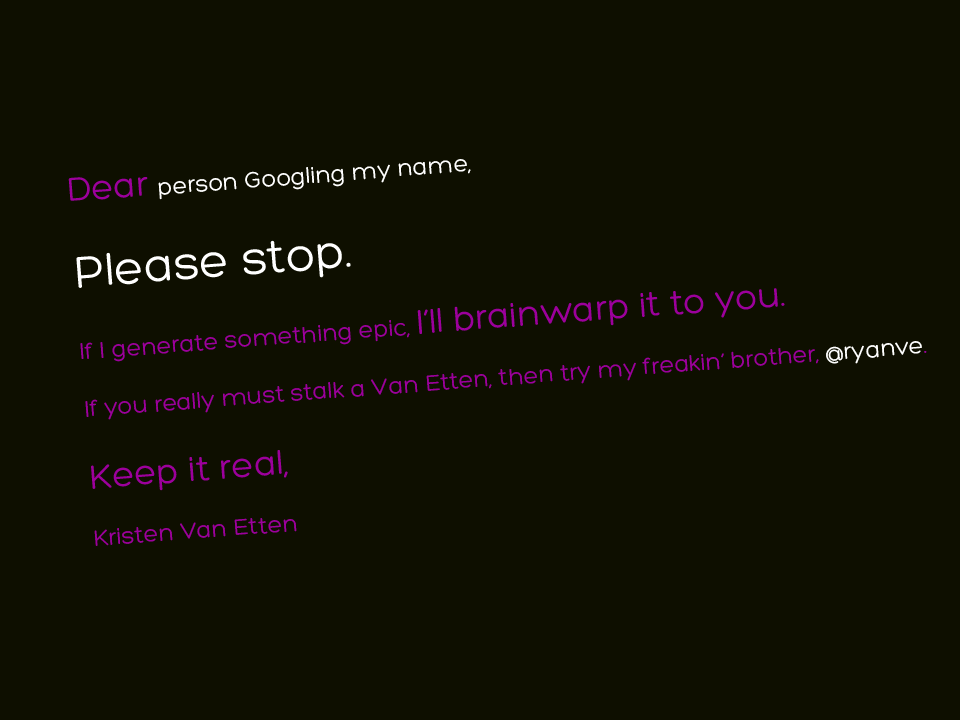 Dear person Googling my name,
Please stop.
If I generate something epic, I'll brainwarp it to you.
If you really must stalk a Van Etten, then try my freakin' brother, @ryanve.
Keep it real,
Kristen Van Etten